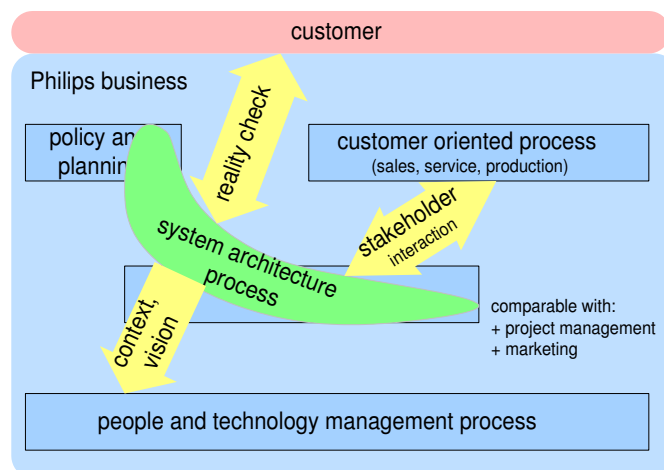 customer
Philips business
policy an
plannin
reality check
customer oriented process
(sales, service, production)
stakeholder
interaction
system architecture
process
context,
vision
comparable with:
+ project management
+ marketing
people and technology management process